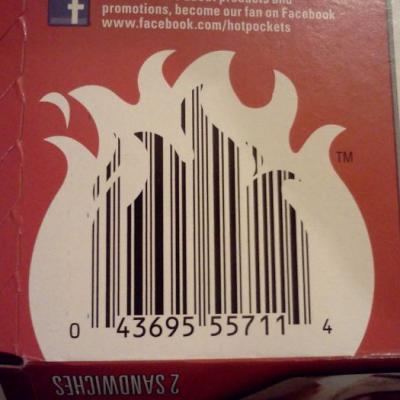 promotions, become our fan on Facebook
www.facebook.com/hotpockets
f
TM
0 43695 55711 4
2 SANDWICHES